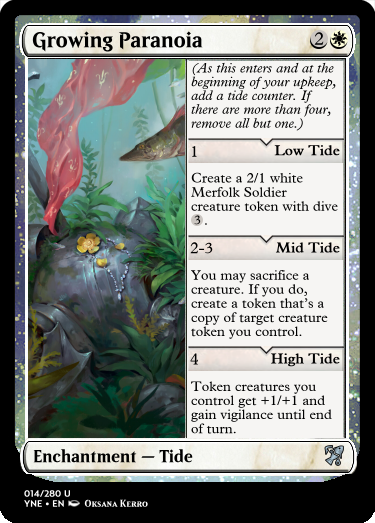 Growing Paranoia 2
(As this enters and at the
beginning of your upkeep,
add a tide counter. If
there are more than four,
remove all but one.)
1 Low Tide
Create a 2/1 white
Merfolk Soldier
creature token with dive
3.
2-3 Mid Tide
You may sacrifice a
creature. If you do,
create a token that's a
copy of target creature
token you control.
4 High Tide
Token creatures you
control get +1/+1 and
gain vigilance until end
of turn.
Enchantment — Tide
014/280 U
YNE • EN Oksana Kerro